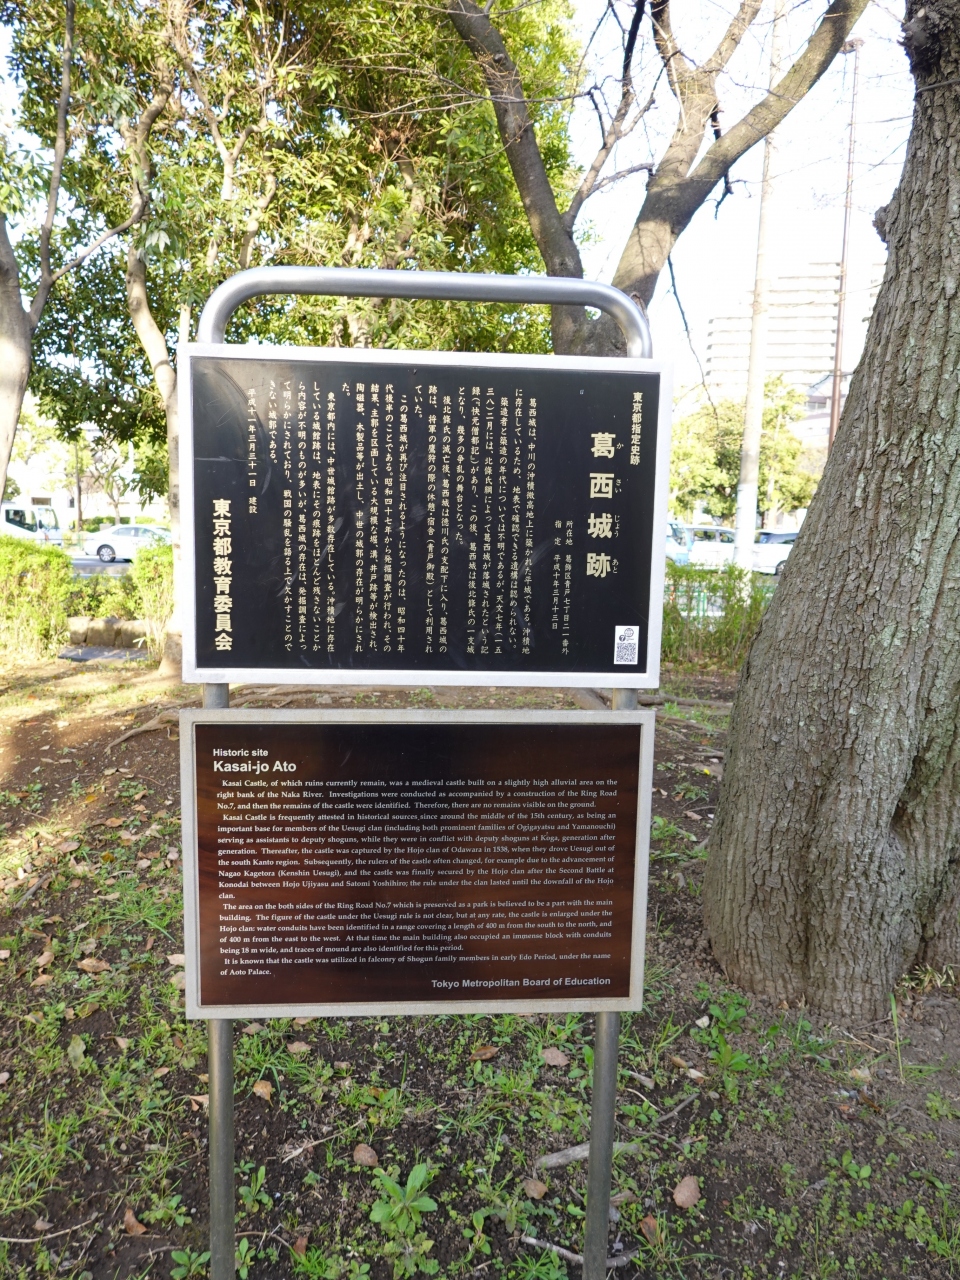 東京都指定史跡
葛西城跡
かさいじょうあと
所在地 葛飾区青戸七丁目二一番外
指定 平成十年三月十三日
葛西城は、中川の沖積微高地上に築かれた平城である。沖積地
に存在しているため、地表で確認できる遺構は認められない。
築造者と築造の年代については不明であるが、天文七年(一五
三八)二月には、北條氏綱によって葛西城が落城されたという記
録(『快元僧都記』)があり、この後、葛西城は後北條氏の一支城
となり、幾多の争乱の舞台となった。
後北條氏の滅亡後、葛西城は徳川氏の支配下に入り、葛西城の
跡は、将軍の鷹狩の際の休憩・宿舎(青戸御殿)として利用され
ていた。
この葛西城が再び注目されるようになったのは、昭和四十年
代後半のことである。昭和四十七年から発掘調査が行われ、その
結果、主郭を区画している大規模な堀、溝、井戸跡等が検出され、
陶磁器、木製品等が出土し、中世の城郭の存在が明らかにされ
た。
東京都内には、中世城館跡が多数存在している。沖積地に存在
している城館跡は、地表にその痕跡をほとんど残さないことか
ら内容が不明のものが多いが、葛西城の存在は、発掘調査によっ
て明らかにされており、戦国の騒乱を語る上で欠かすことので
きない城郭である。
平成十一年三月三十一日 建設
東京都教育委員会
Historic site
Kasai-jo Ato
Kasai Castle, of which ruins currently remain, was a medieval castle built on a slightly high alluvial area on the
right bank of the Naka River. Investigations were conducted as accompanied by a construction of the Ring Road
No.7, and then the remains of the castle were identified. Therefore, there are no remains visible on the ground.
Kasai Castle is frequently attested in historical sources since around the middle of the 15th century, as being an
important base for members of the Uesugi clan (including both prominent families of Ogigayatsu and Yamanouchi)
serving as assistants to deputy shoguns, while they were in conflict with deputy shoguns at Koga, generation after
generation. Thereafter, the castle was captured by the Hojo clan of Odawara in 1538, when they drove Uesugi out of
the south Kanto region. Subsequently, the rulers of the castle often changed, for example due to the advancement of
Nagao Kagetora (Kenshin Uesugi), and the castle was finally secured by the Hojo clan after the Second Battle at
Konodai between Hojo Ujiyasu and Satomi Yoshihiro; the rule under the clan lasted until the downfall of the Hojo
clan.
The area on the both sides of the Ring Road No.7 which is preserved as a park is believed to be a part with the main
building. The figure of the castle under the Uesugi rule is not clear, but at any rate, the castle is enlarged under the
Hojo clan: water conduits have been identified in a range covering a length of 400 m from the south to the north, and
of 400 m from the east to the west. At that time the main building also occupied an immense block with conduits
being 18 m wide, and traces of mound are also identified for this period.
It is known that the castle was utilized in falconry of Shogun family members in early Edo Period, under the name
of Aoto Palace.
Tokyo Metropolitan Board of Education